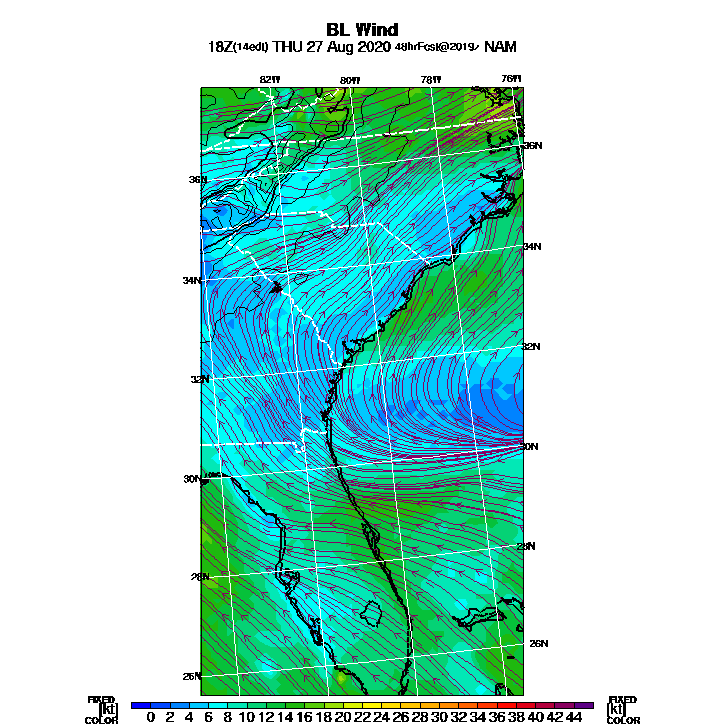 BL Wind
18Z(14edt) THU 27 Aug 2020 48hrFcst@2019z NAM
82W 80W 78W 76W
36N
36N
34N
34N
32N
32N
30N
30N
28N
28N
26N
26N
FIXED FIXED
[kt] 0 2 4 6 8 10 12 14 16 18 20 22 24 26 28 30 32 34 36 38 40 42 44 [kt]
COLOR COLOR